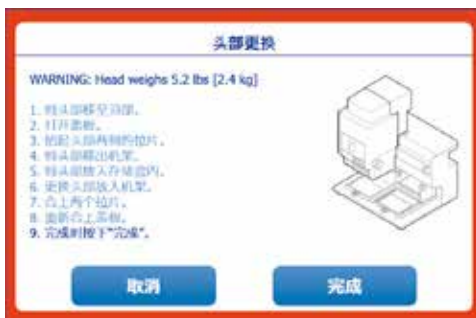 头部更换
WARNING: Head weighs 5.2 lbs [2.4 kg]
1. 将头部移至顶部。
2. 打开盖板。
3. 抬起头部两侧的拉片。
4. 将头部移出机架。
5. 将头部放入存储盒内。
6. 更换头部放入机架。
7. 合上两个拉片。
8. 重新合上盖板。
9. 完成时按下“完成”。
取消
完成